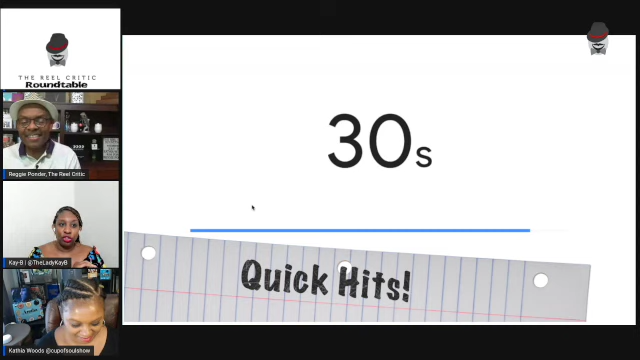 THE REEL CRITIC
Roundtable
Reggie Ponder, The Reel Critic
Kay-B | @TheLadyKayB
Kathia Woods @cupofsoulshow
30s
Quick Hits!